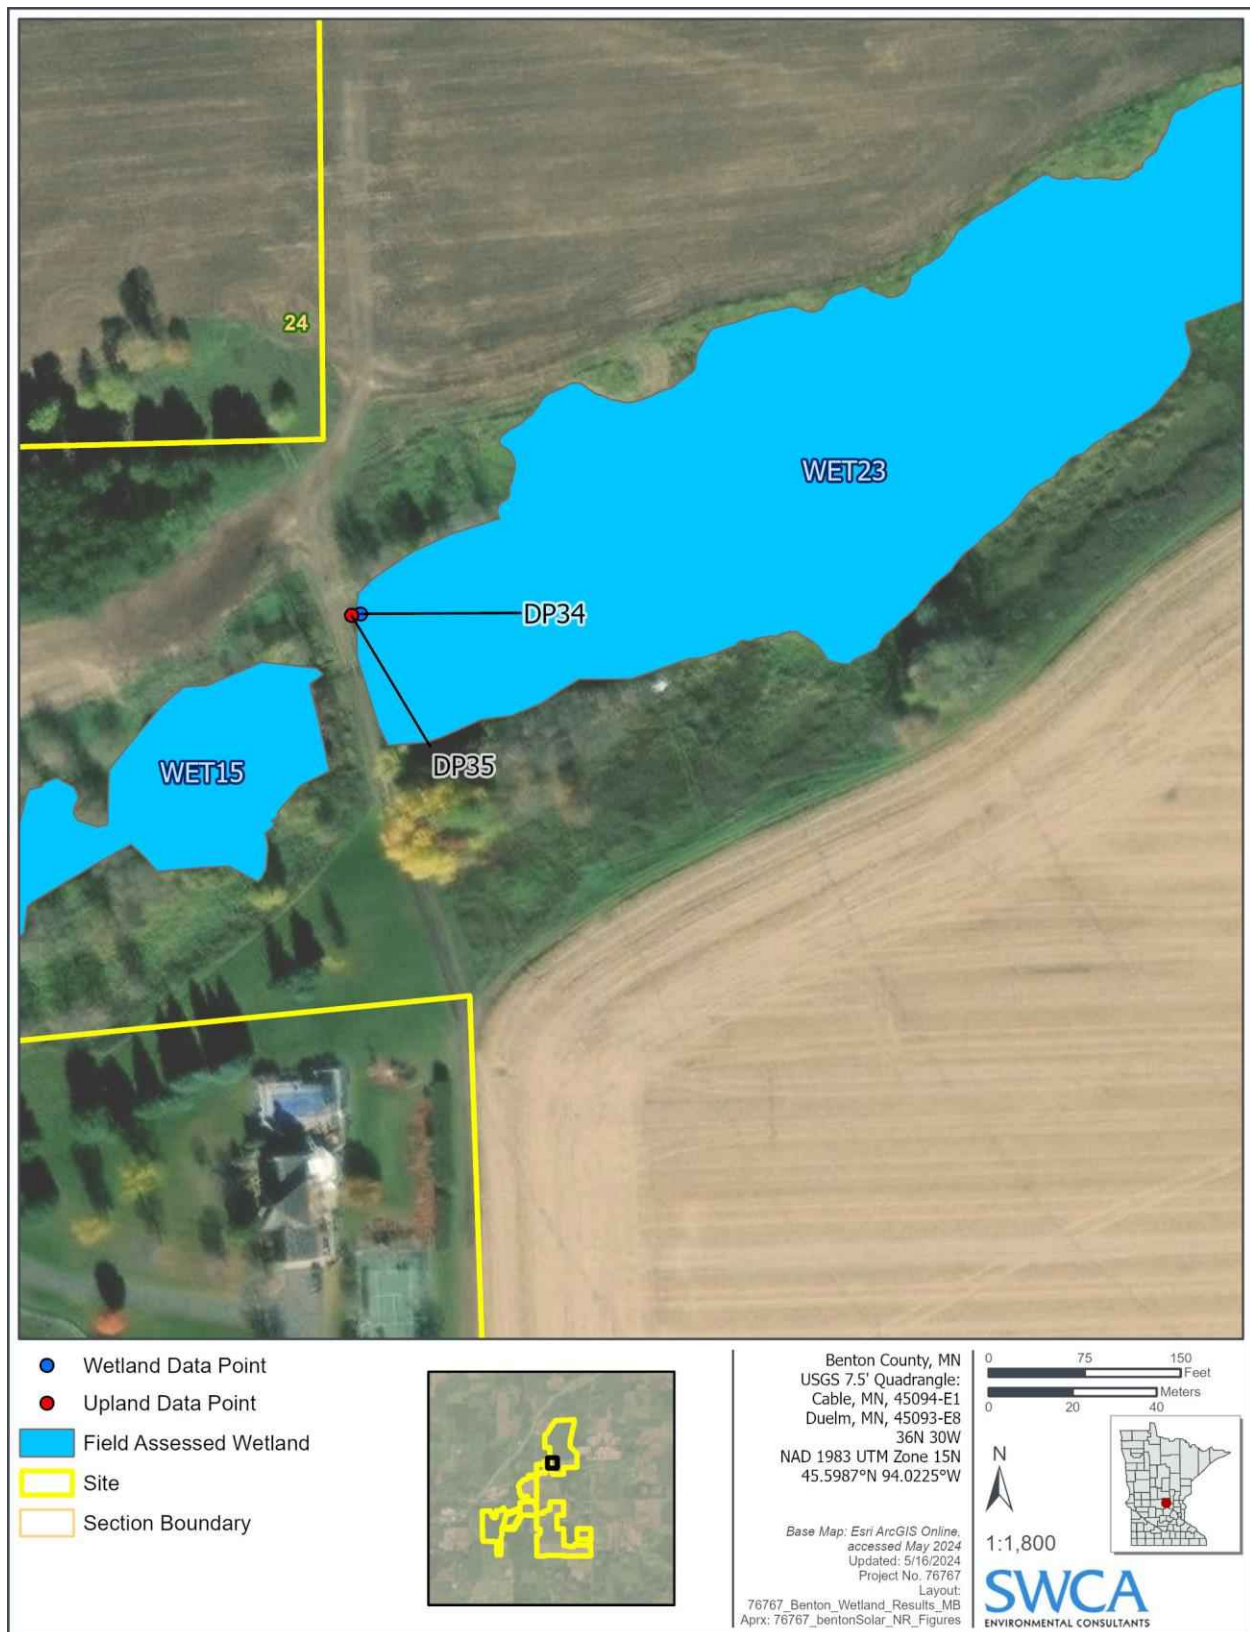 24
WET23
DP34
DP35
WET15
Wetland Data Point
Upland Data Point
Field Assessed Wetland
Site
Section Boundary
Benton County, MN
USGS 7.5' Quadrangle:
Cable, MN, 45094-E1
Duelm, MN, 45093-E8
36N 30W
NAD 1983 UTM Zone 15N
45.5987°N 94.0225°W
Base Map: Esri ArcGIS Online,
accessed May 2024
Updated: 5/16/2024
Project No. 76767
Layout:
76767_Benton_Wetland_Results_MB
Aprx: 76767_bentonSolar_NR_Figures
0 75 150
Feet
Meters
0 20 40
N
1:1,800
SWCA
ENVIRONMENTAL CONSULTANTS